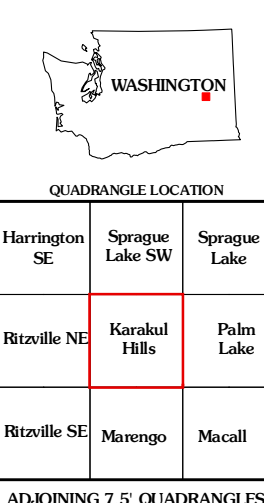 WASHINGTON
QUADRANGLE LOCATION
Harrington
SE
Sprague
Lake SW
Sprague
Lake
Ritzville NE
Karakul
Hills
Palm
Lake
Ritzville SE
Marengo
Macall
ADJOINING 7.5' QUADRANGLES